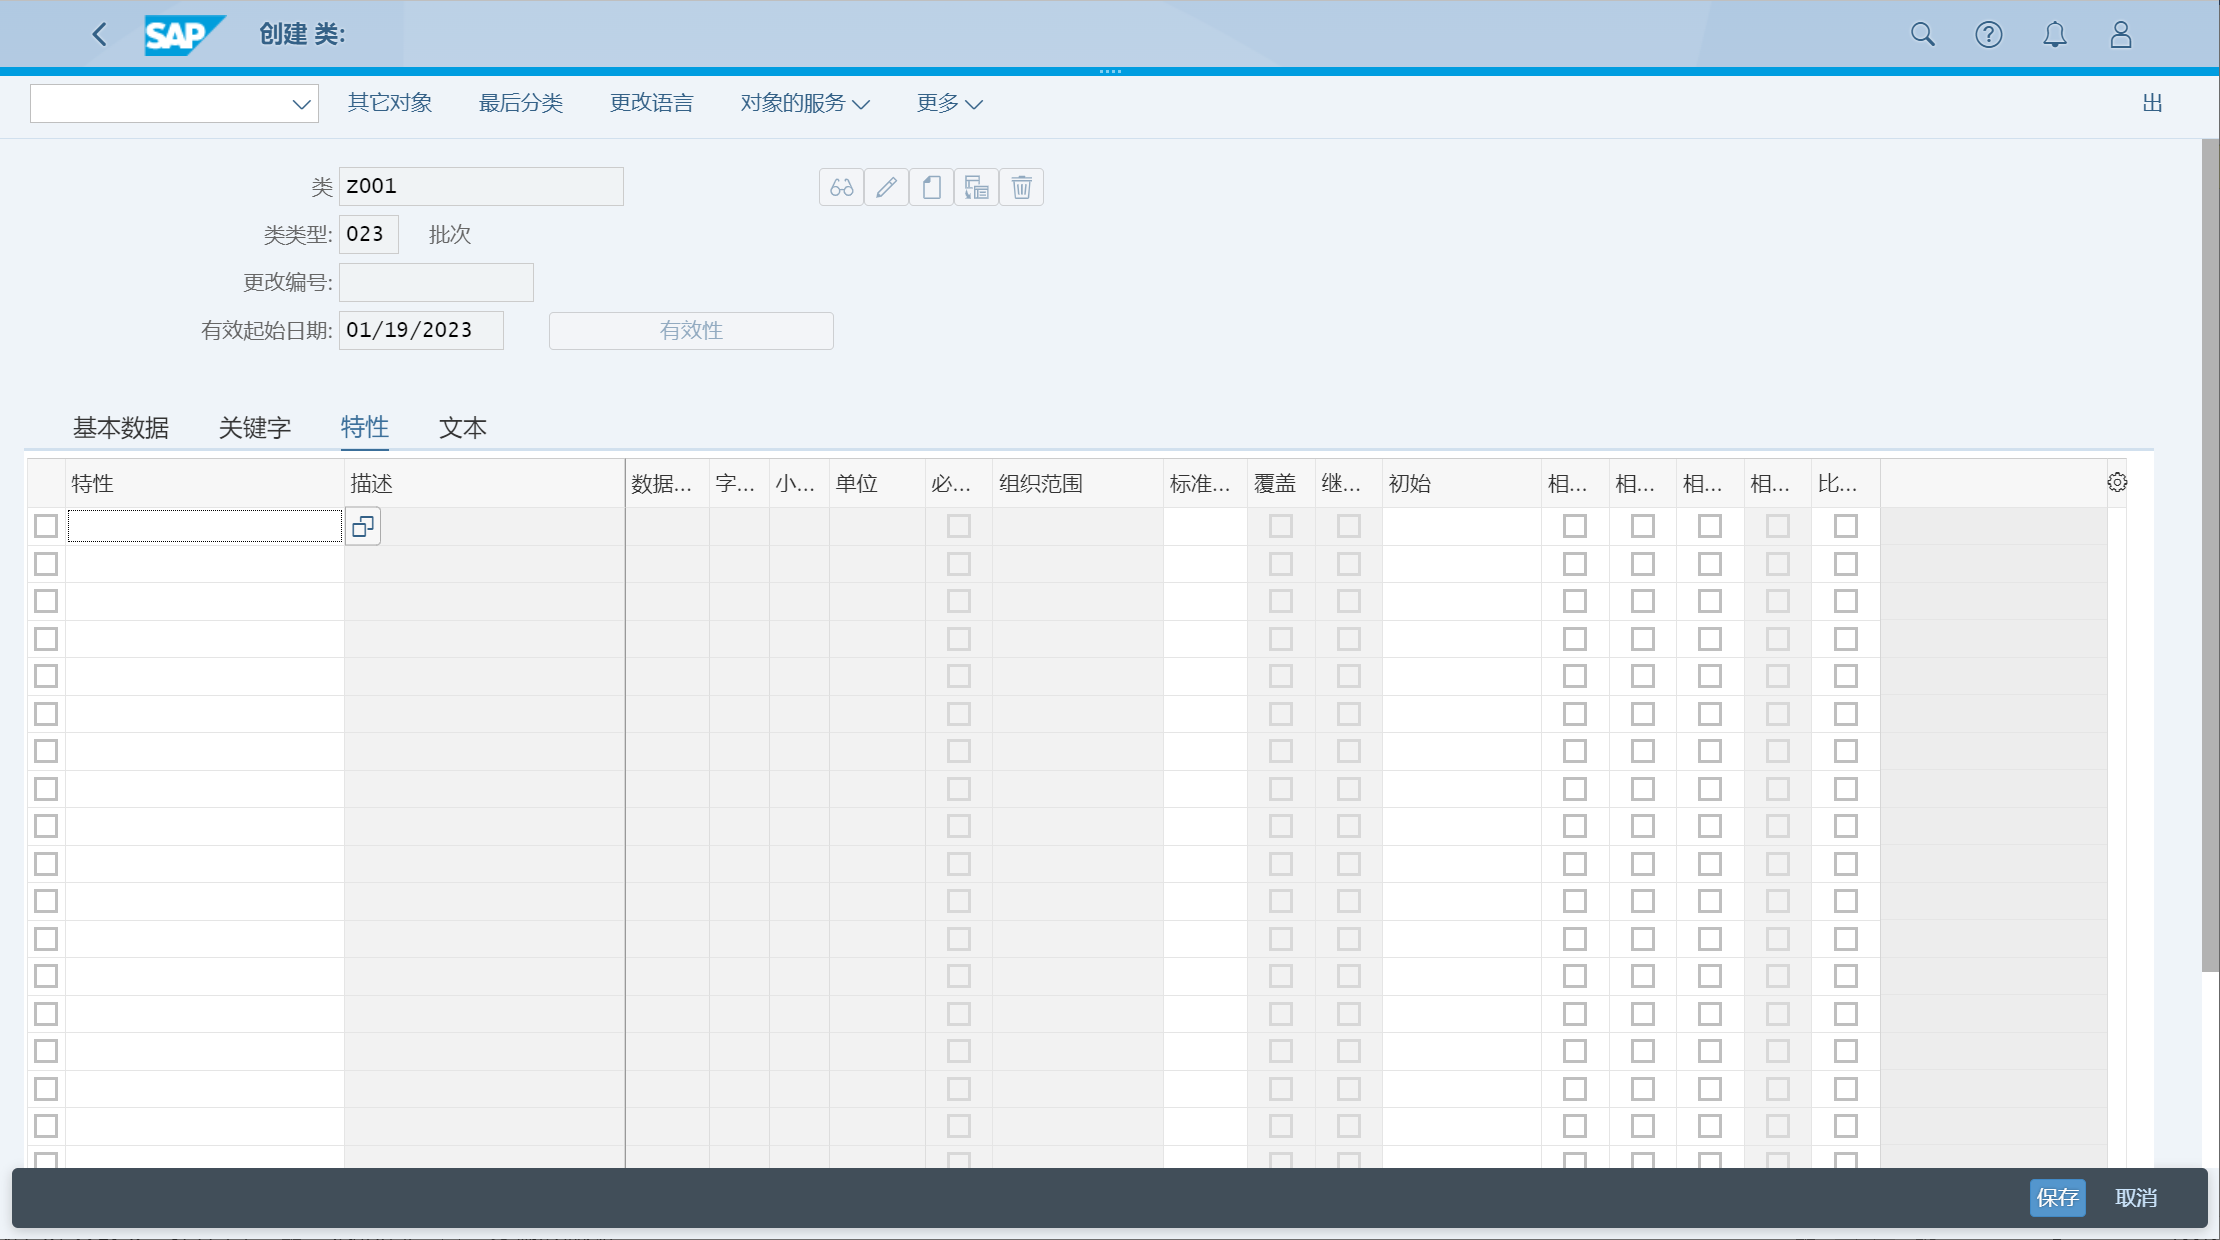 SAP 创建 类:
其它对象 最后分类 更改语言 对象的服务 更多 出
类 Z001
类类型: 023 批次
更改编号:
有效起始日期: 01/19/2023 有效性
基本数据 关键字 特性 文本
特性 描述 数据... 字... 小... 单位 必... 组织范围 标准... 覆盖 继... 初始 相... 相... 相... 相... 比...
保存 取消